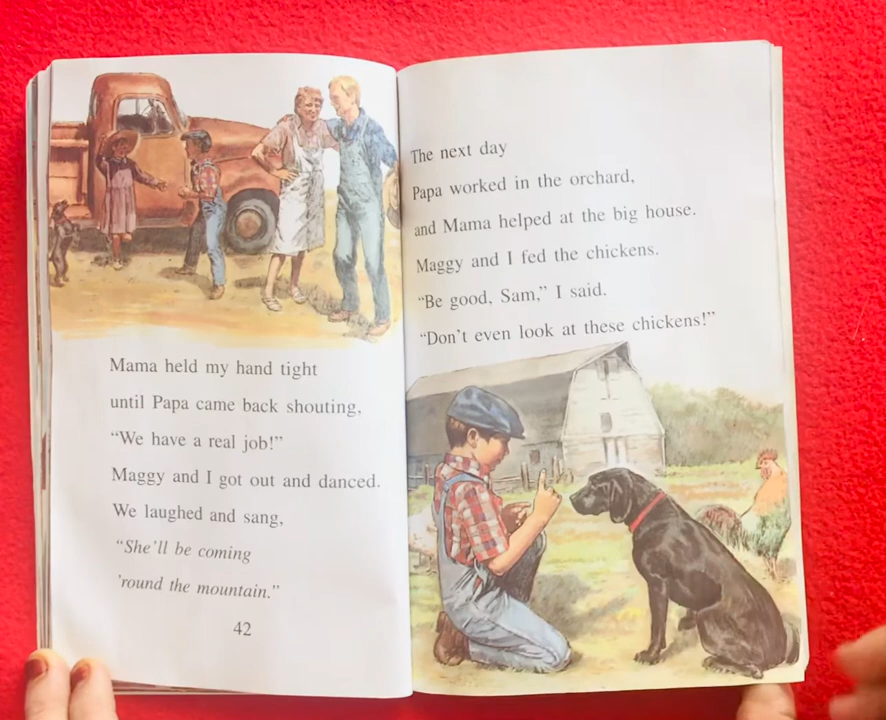 Mama held my hand tight
until Papa came back shouting,
“We have a real job!”
Maggy and I got out and danced.
We laughed and sang,
“She’ll be coming
’round the mountain.”
42
The next day
Papa worked in the orchard,
and Mama helped at the big house.
Maggy and I fed the chickens.
“Be good, Sam,” I said.
“Don’t even look at these chickens!”